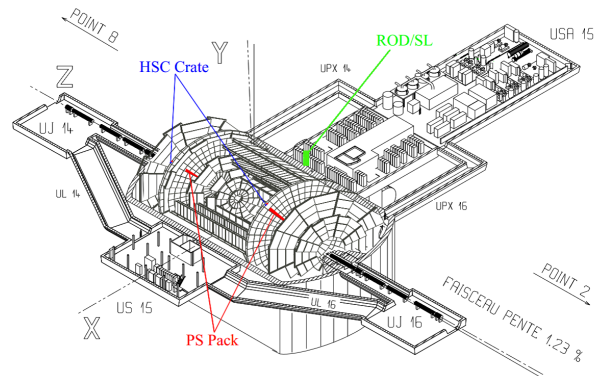 POINT 8
Y
ROD/SL
USA 15
HSC Crate
UPX 14
Z
UJ 14
UL 14
UPX 16
POINT 2
US 15
UL 16
X
UJ 16
FAISCEAU PENTE 1.23 %
PS Pack